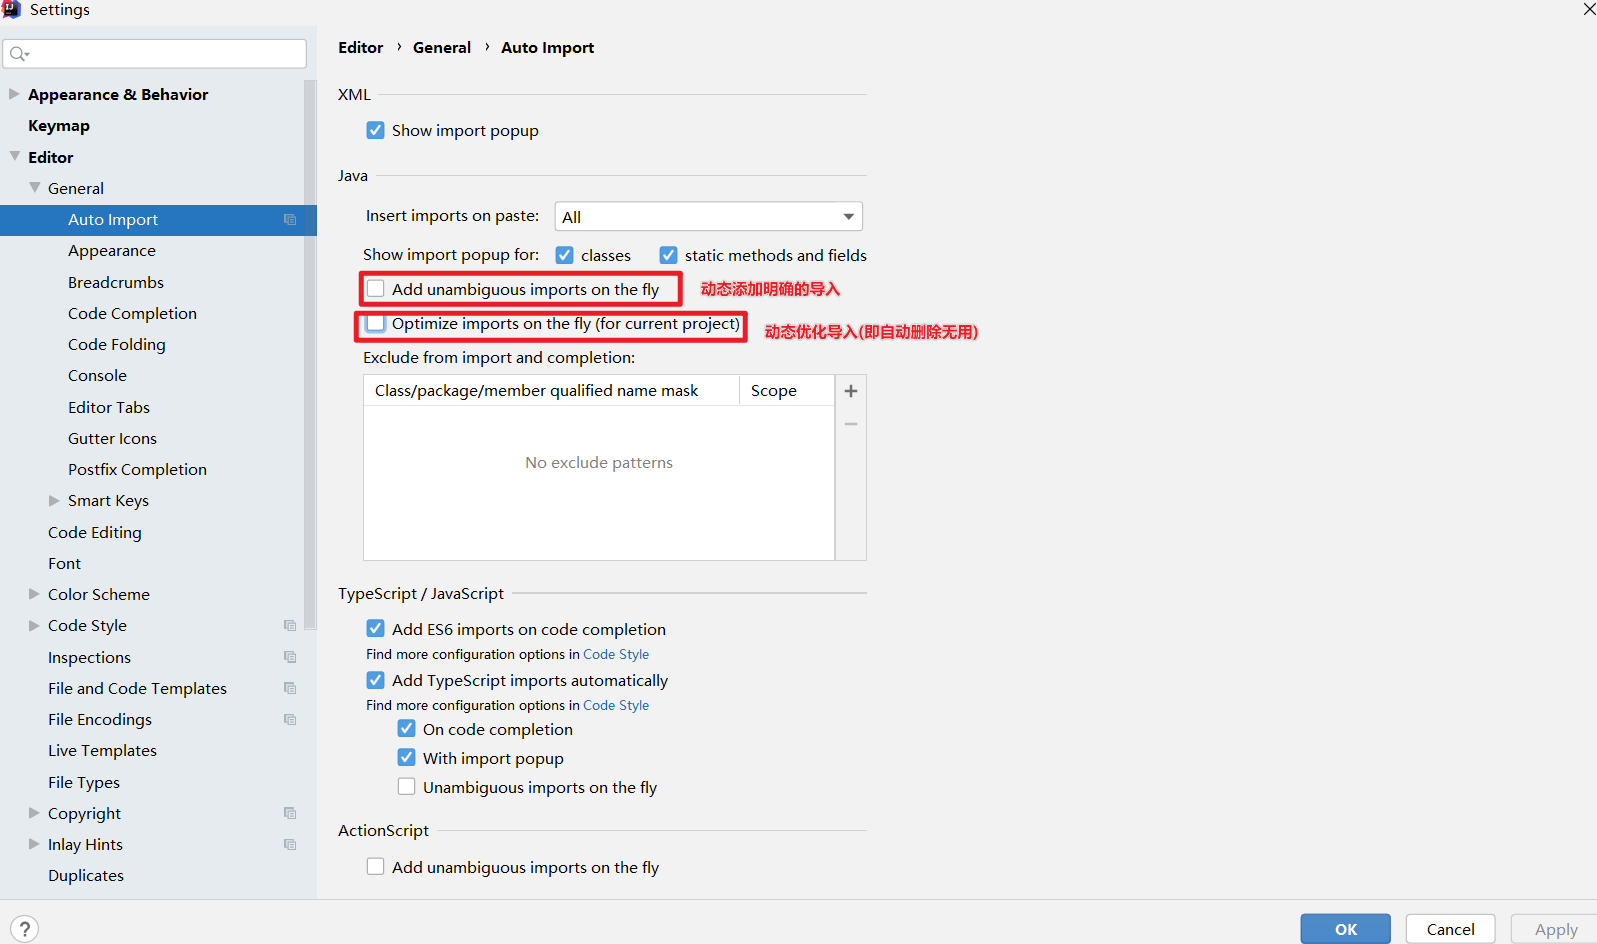 Settings
Editor › General › Auto Import
Appearance & Behavior
Keymap
Editor
General
Auto Import
Appearance
Breadcrumbs
Code Completion
Code Folding
Console
Editor Tabs
Gutter Icons
Postfix Completion
Smart Keys
Code Editing
Font
Color Scheme
Code Style
Inspections
File and Code Templates
File Encodings
Live Templates
File Types
Copyright
Inlay Hints
Duplicates
XML
Show import popup
Java
Insert imports on paste: All
Show import popup for: classes static methods and fields
Add unambiguous imports on the fly 动态添加明确的导入
Optimize imports on the fly (for current project) 动态优化导入(即自动删除无用)
Exclude from import and completion:
Class/package/member qualified name mask Scope
No exclude patterns
TypeScript / JavaScript
Add ES6 imports on code completion
Find more configuration options in Code Style
Add TypeScript imports automatically
Find more configuration options in Code Style
On code completion
With import popup
Unambiguous imports on the fly
ActionScript
Add unambiguous imports on the fly
? OK Cancel Apply